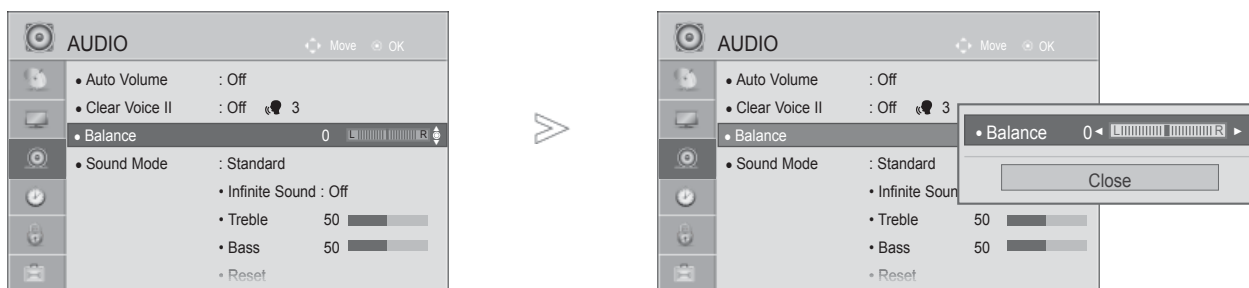 AUDIO
Move OK
• Auto Volume : Off
• Clear Voice II : Off 3
• Balance 0 L R
• Sound Mode : Standard
• Infinite Sound : Off
• Treble 50
• Bass 50
• Reset
>
AUDIO
Move OK
• Auto Volume : Off
• Clear Voice II : Off 3
• Balance
• Sound Mode : Standard
• Infinite Soun
• Treble 50
• Bass 50
• Reset
• Balance 0 ◄ L R ►
Close